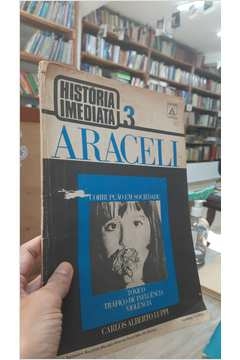 HISTÓRIA
IMEDIATA 3
ARACELI
CORRUPÇÃO EM SOCIEDADE
TÓXICO
TRÁFICO DE INFLUÊNCIA
VIOLÊNCIA
CARLOS ALBERTO LUPPI